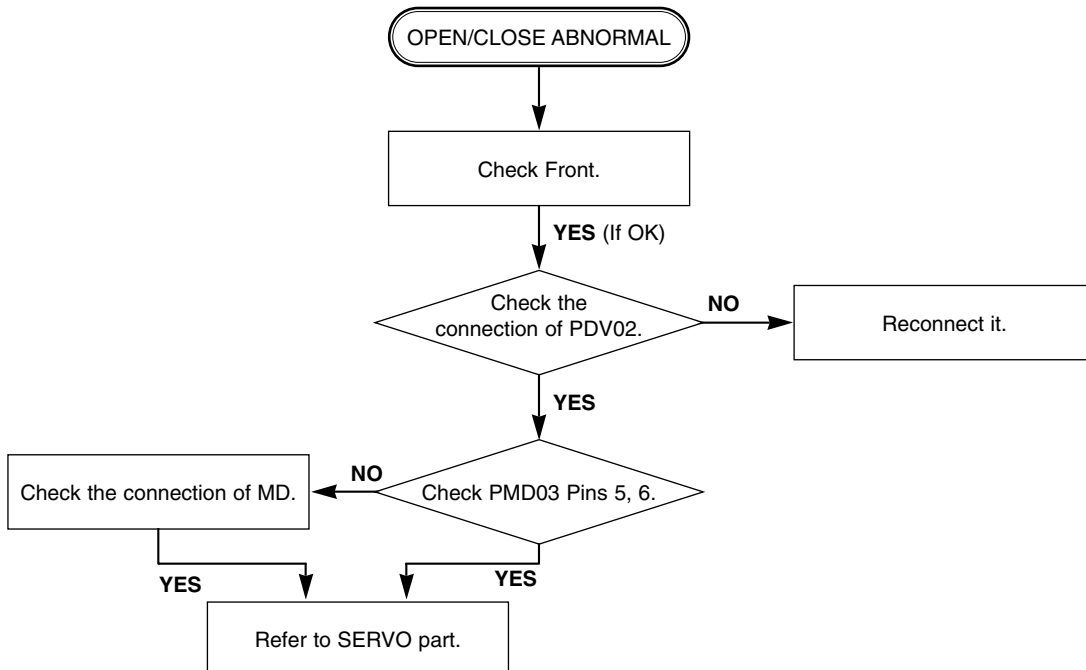 OPEN/CLOSE ABNORMAL
Check Front.
YES (If OK)
Check the
connection of PDV02.
NO
Reconnect it.
YES
Check PMD03 Pins 5, 6.
NO
Check the connection of MD.
YES
YES
Refer to SERVO part.